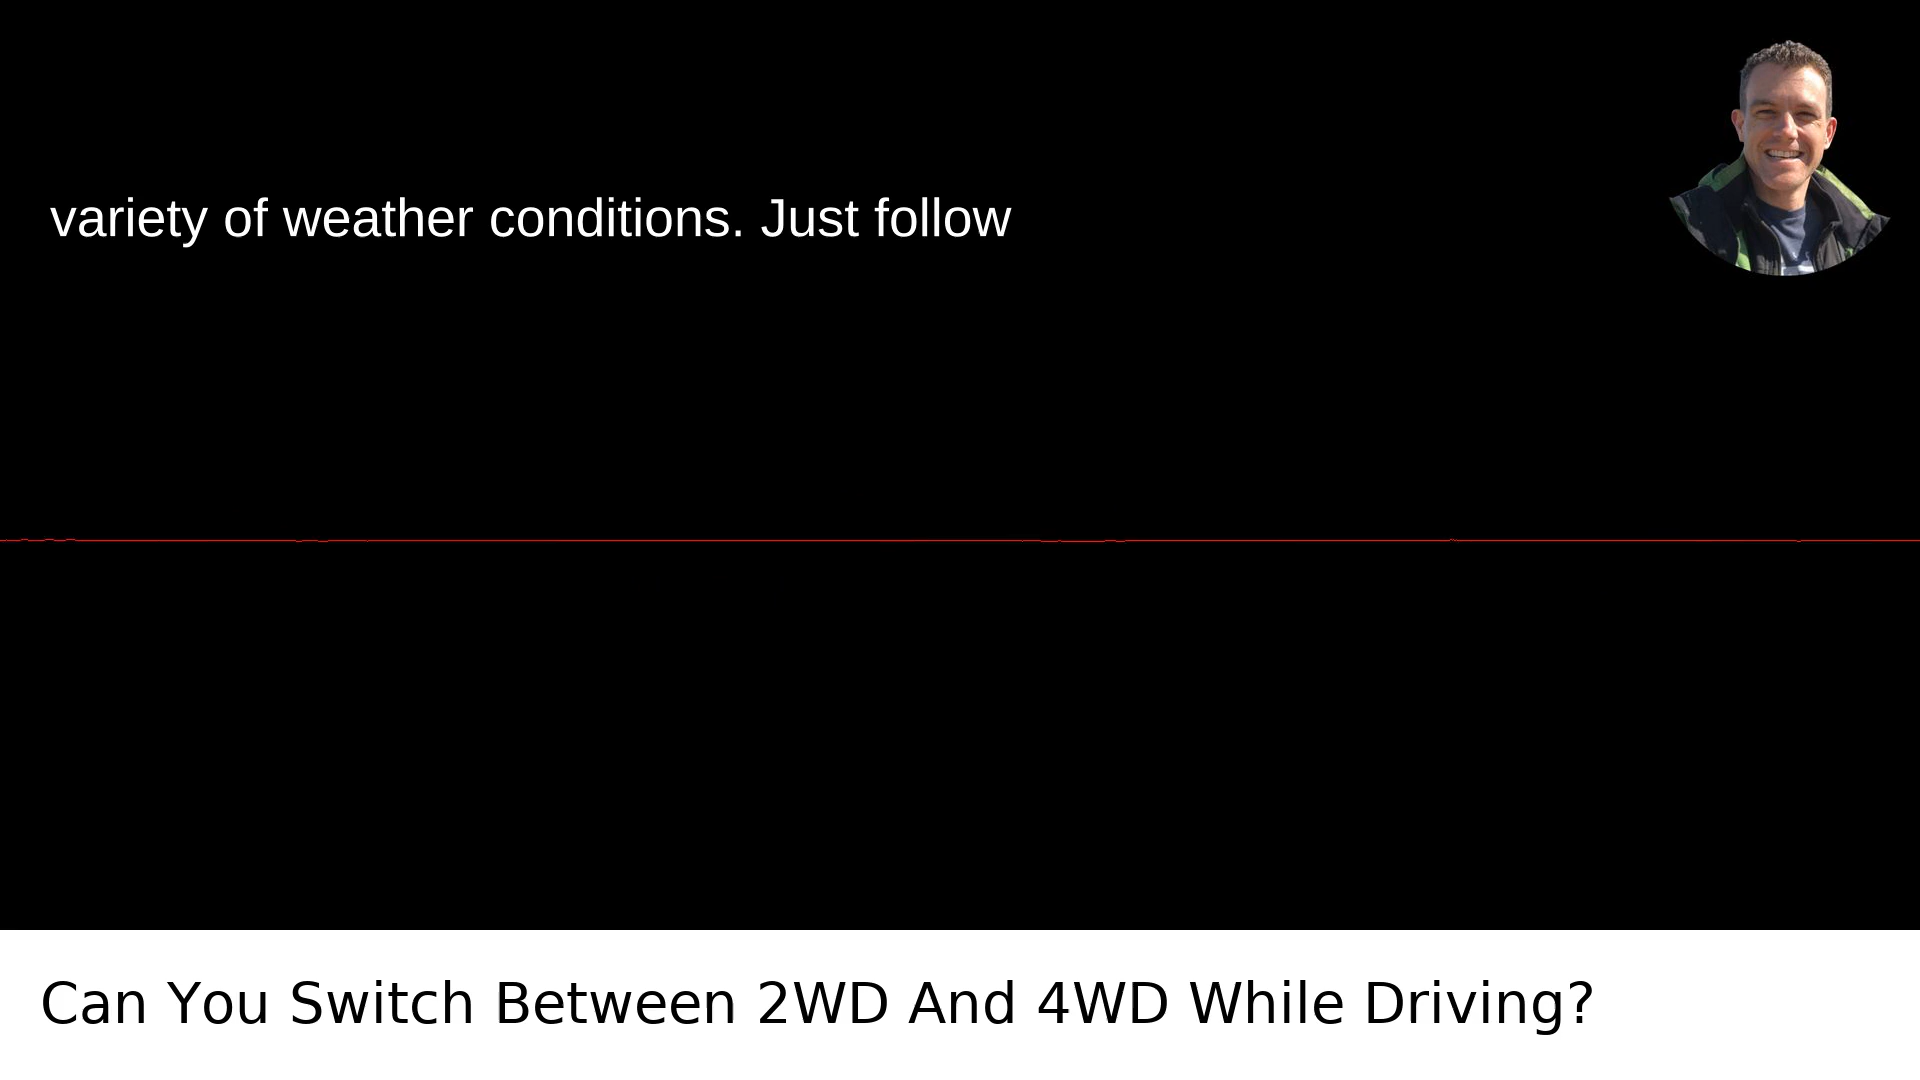 variety of weather conditions. Just follow
Can You Switch Between 2WD And 4WD While Driving?